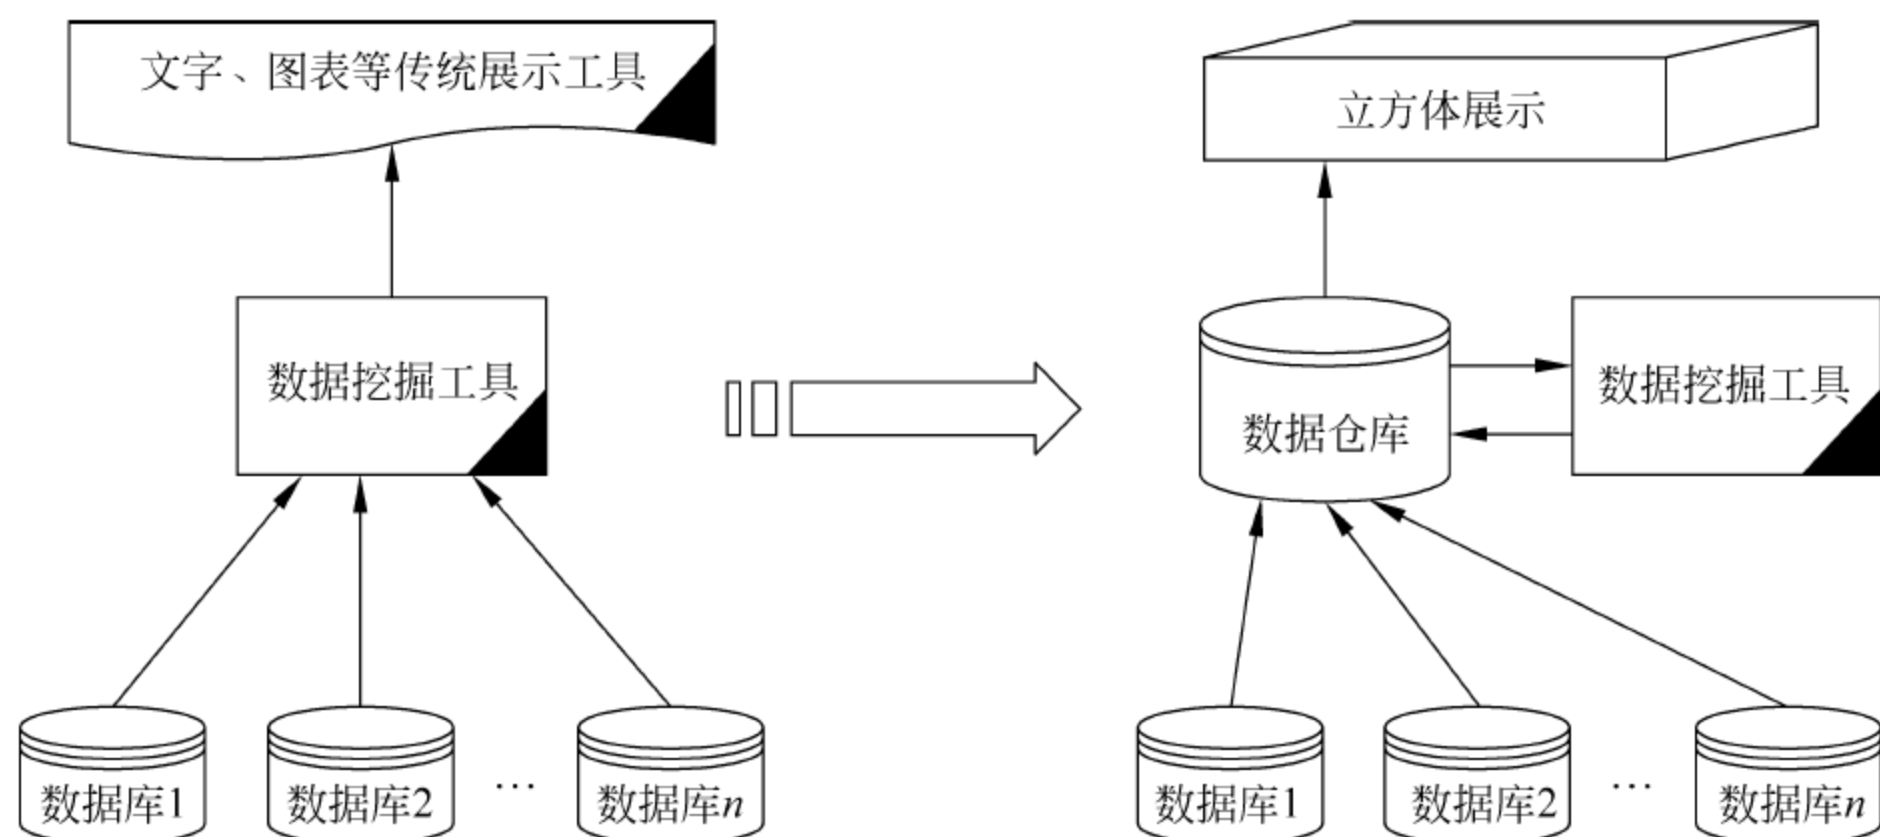 文字、图表等传统展示工具
数据挖掘工具
数据库1
数据库2
…
数据库n
立方体展示
数据仓库
数据挖掘工具
数据库1
数据库2
…
数据库n